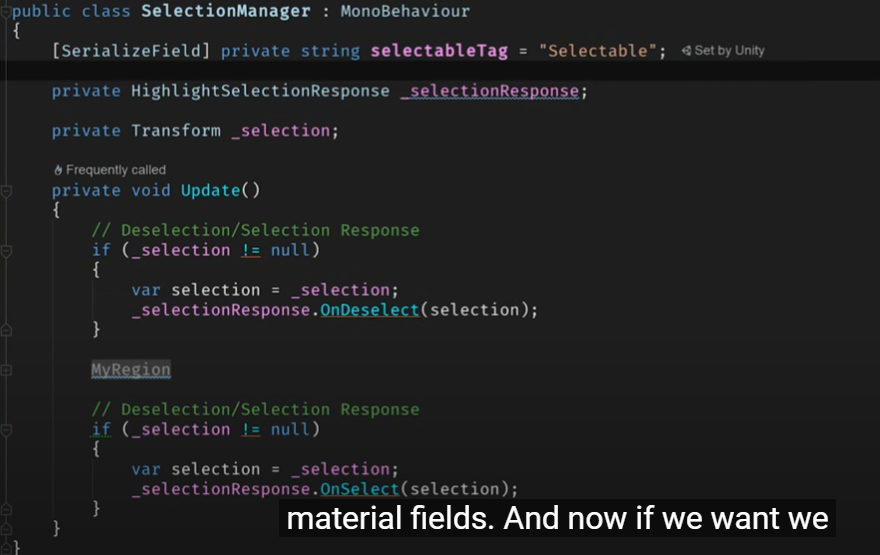 public class SelectionManager : MonoBehaviour
{
[SerializeField] private string selectableTag = "Selectable"; Set by Unity
private HighlightSelectionResponse _selectionResponse;
private Transform _selection;
Frequently called
private void Update()
{
// Deselection/Selection Response
if (_selection != null)
{
var selection = _selection;
_selectionResponse.OnDeselect(selection);
}
MyRegion
// Deselection/Selection Response
if (_selection != null)
{
var selection = _selection;
_selectionResponse.OnSelect(selection);
}
material fields. And now if we want we
}
}